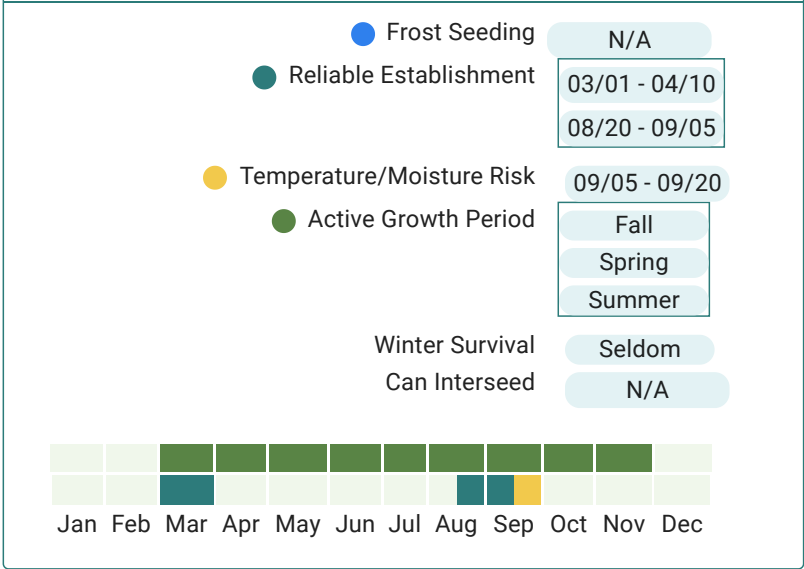 Frost Seeding N/A
Reliable Establishment 03/01 - 04/10
08/20 - 09/05
Temperature/Moisture Risk 09/05 - 09/20
Active Growth Period Fall
Spring
Summer
Winter Survival Seldom
Can Interseed N/A
Jan Feb Mar Apr May Jun Jul Aug Sep Oct Nov Dec